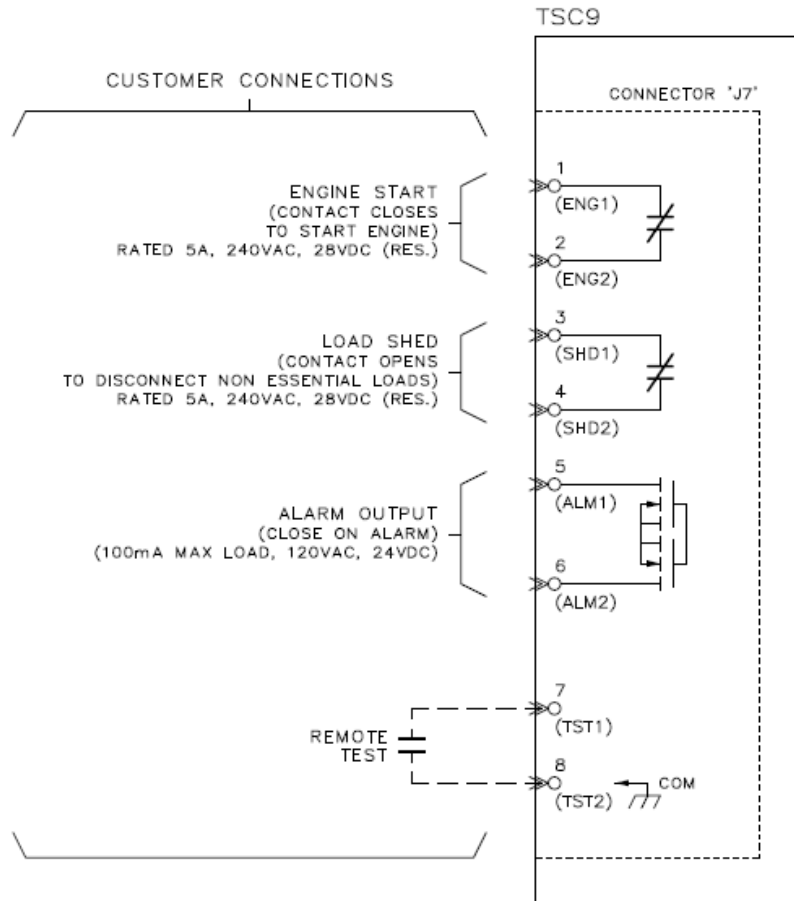 TSC9
CUSTOMER CONNECTIONS
CONNECTOR 'J7'
ENGINE START
(CONTACT CLOSES
TO START ENGINE)
RATED 5A, 240VAC, 28VDC (RES.)
1
(ENG1)
2
(ENG2)
LOAD SHED
(CONTACT OPENS
TO DISCONNECT NON ESSENTIAL LOADS)
RATED 5A, 240VAC, 28VDC (RES.)
3
(SHD1)
4
(SHD2)
ALARM OUTPUT
(CLOSE ON ALARM)
(100mA MAX LOAD, 120VAC, 24VDC)
5
(ALM1)
6
(ALM2)
REMOTE
TEST
7
(TST1)
8
(TST2)
COM